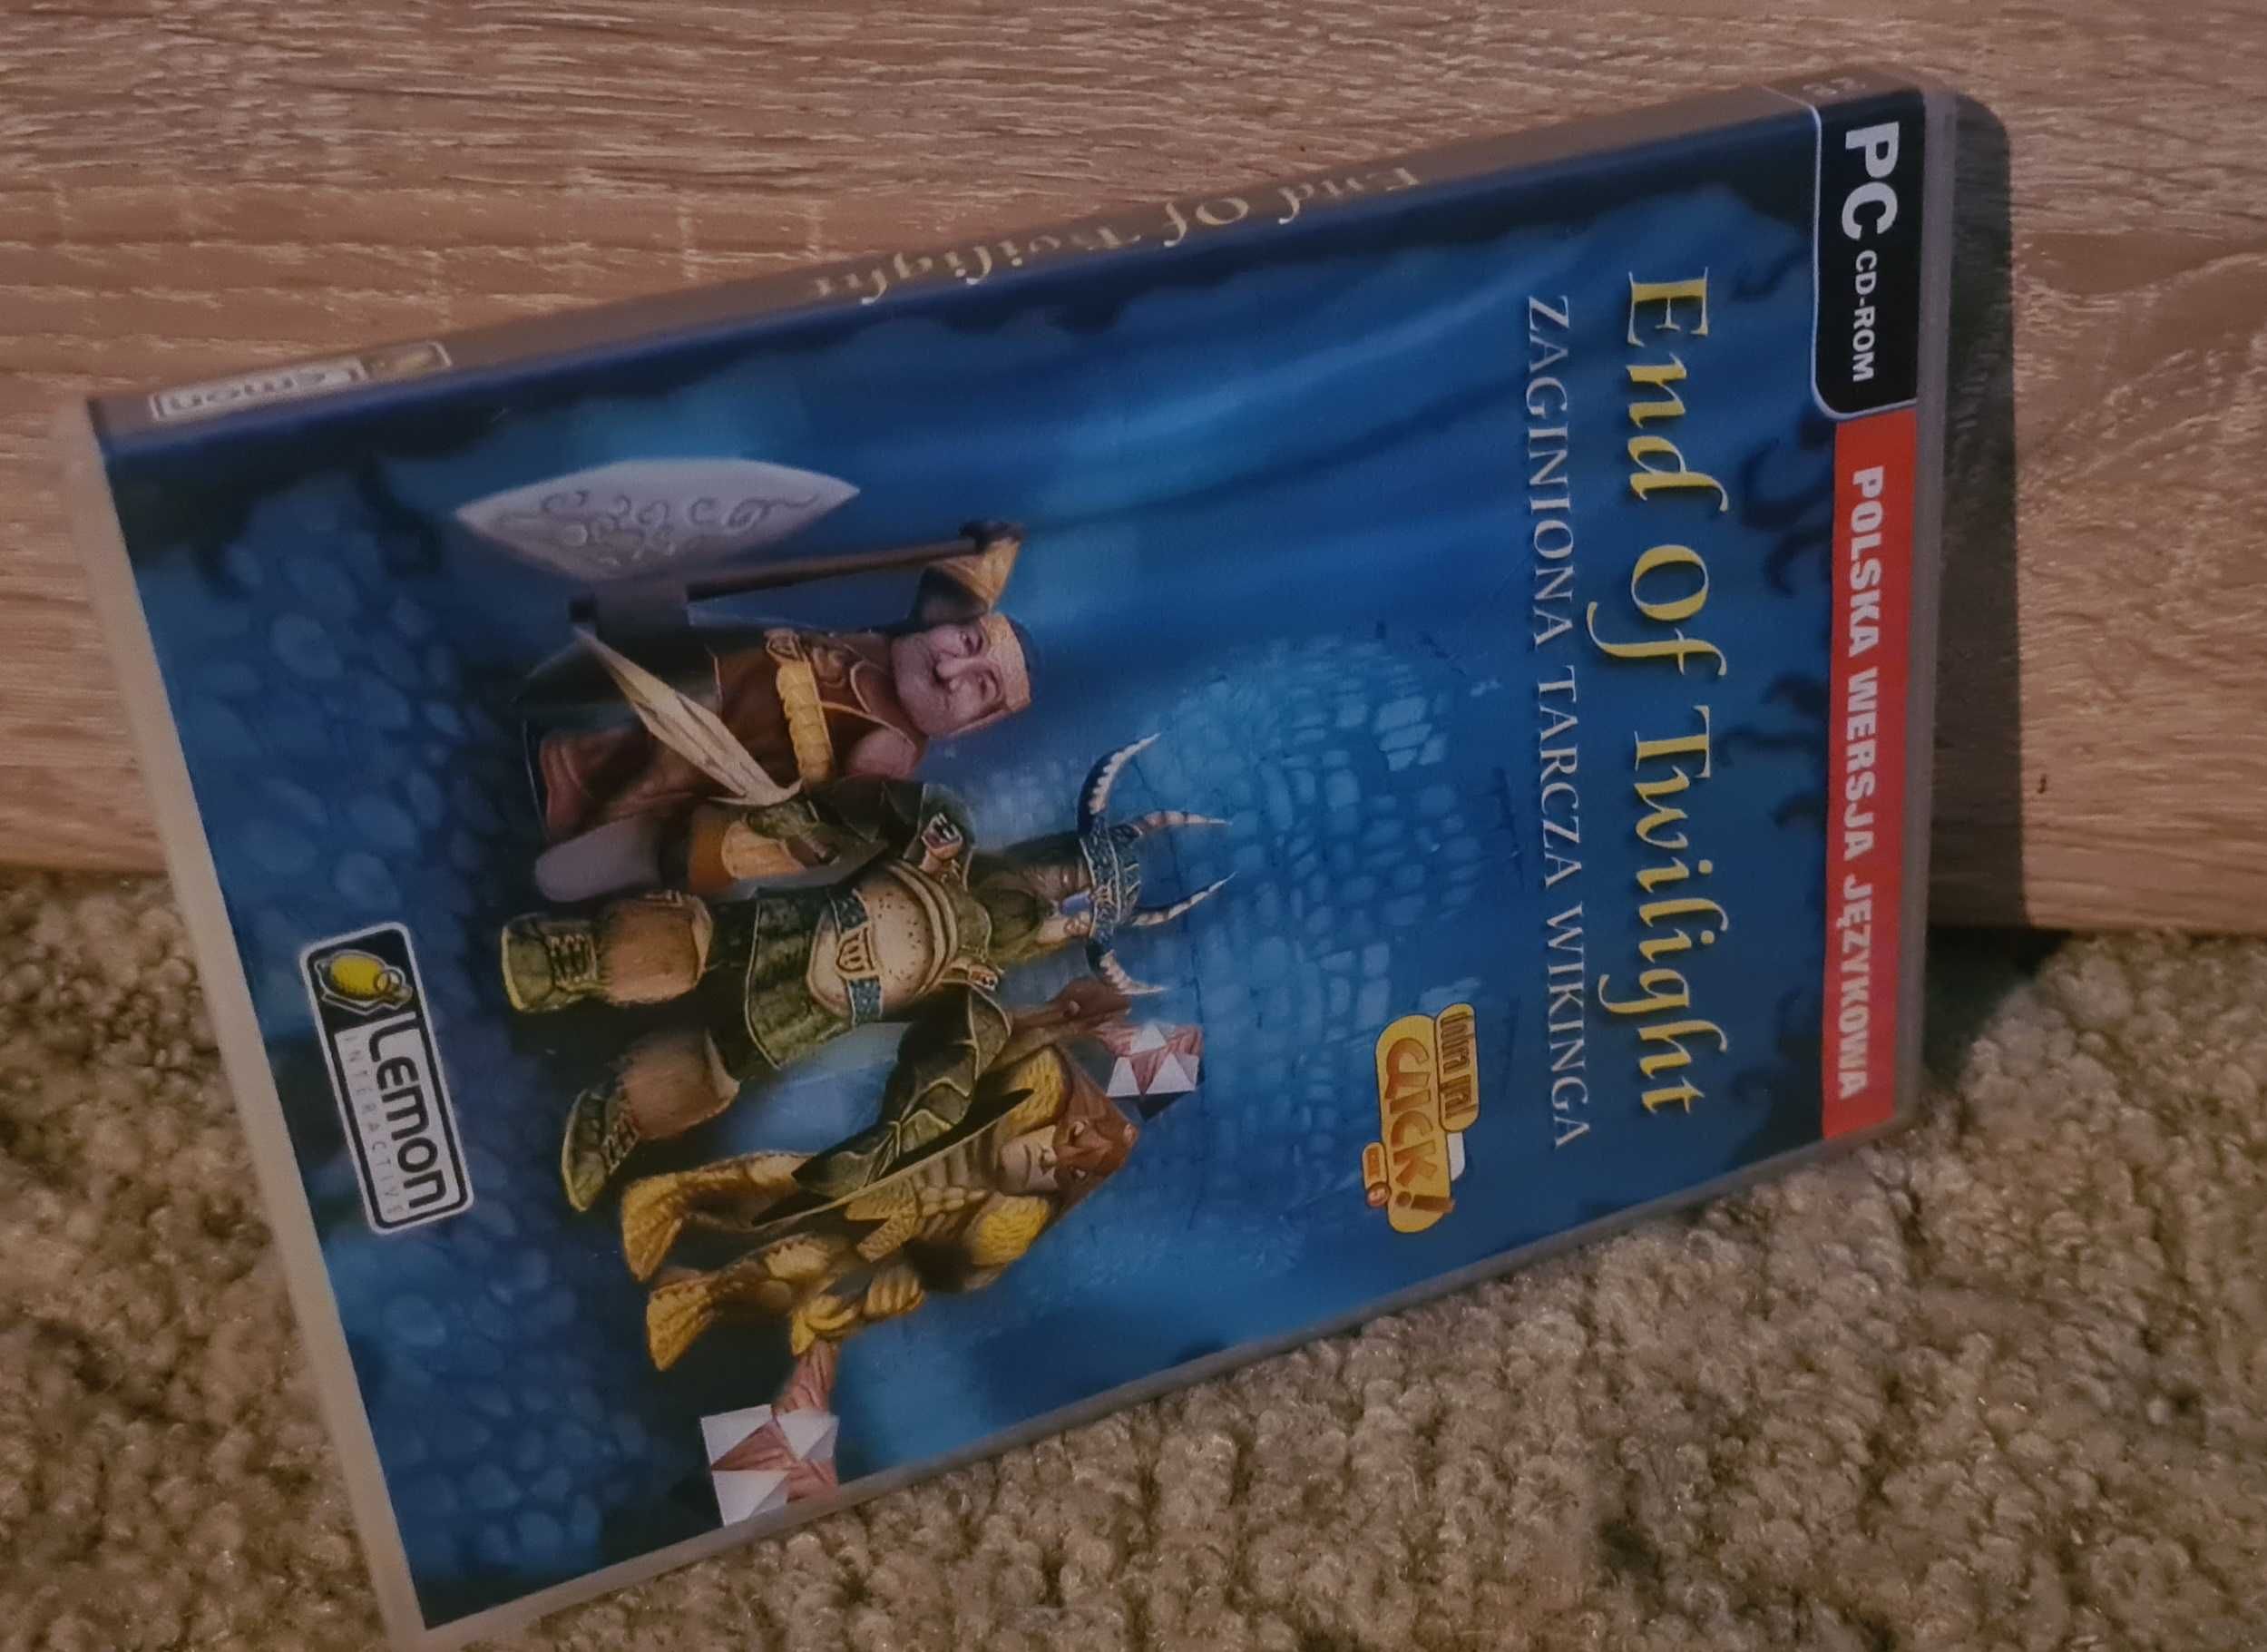 PC CD-ROM
POLSKA WERSJA JĘZYKOWA
End Of Twilight
ZAGINIONA TARCZA WIKINGA
CLICK!
LEMON
INTERACTIVE
End Of Twilight
Lemon